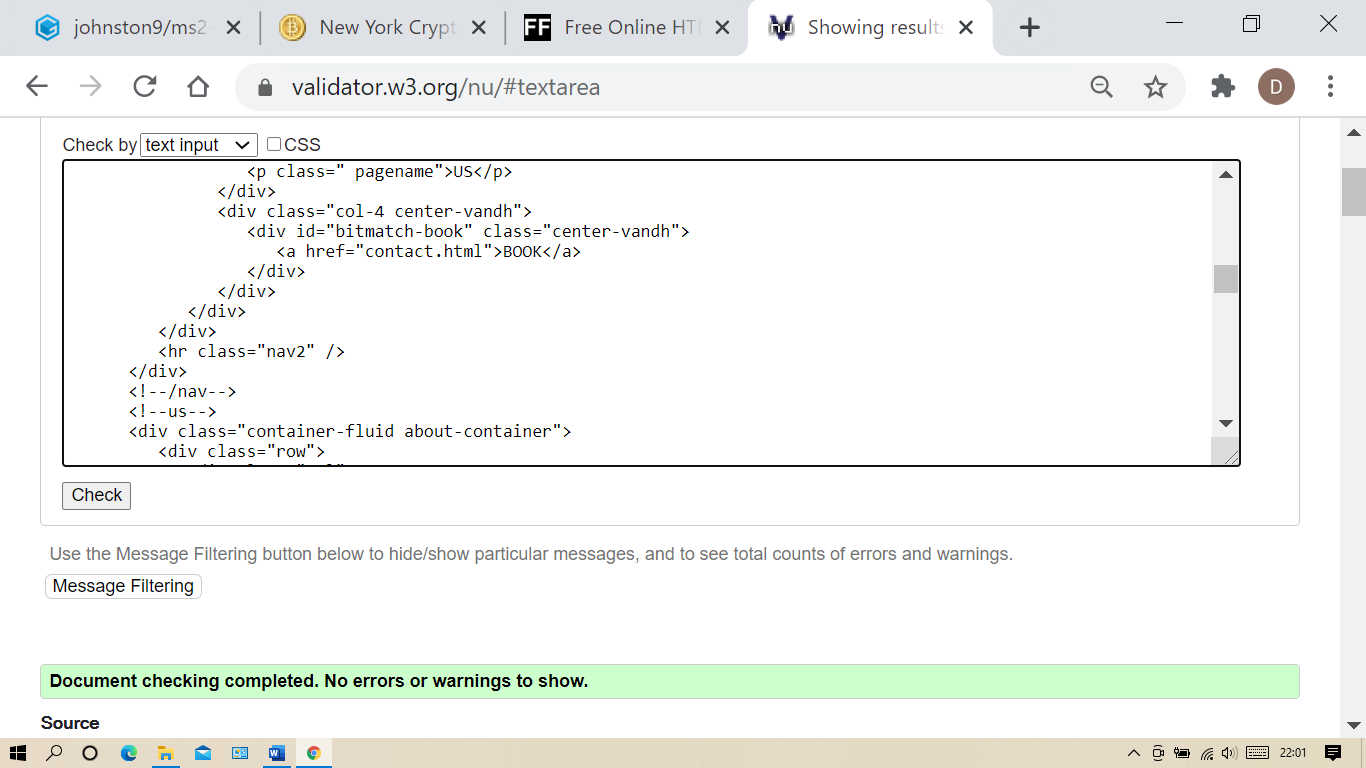 johnston9/ms2-
New York Crypt
FF
Free Online HT
Showing results
validator.w3.org/nu/#textarea
D
Check by text input CSS
<p class=" pagename">US</p>
</div>
<div class="col-4 center-vandh">
<div id="bitmatch-book" class="center-vandh">
<a href="contact.html">BOOK</a>
</div>
</div>
</div>
</div>
<hr class="nav2" />
</div>
<!--/nav-->
<!--us-->
<div class="container-fluid about-container">
<div class="row">
Check
Use the Message Filtering button below to hide/show particular messages, and to see total counts of errors and warnings.
Message Filtering
Document checking completed. No errors or warnings to show.
Source
22:01